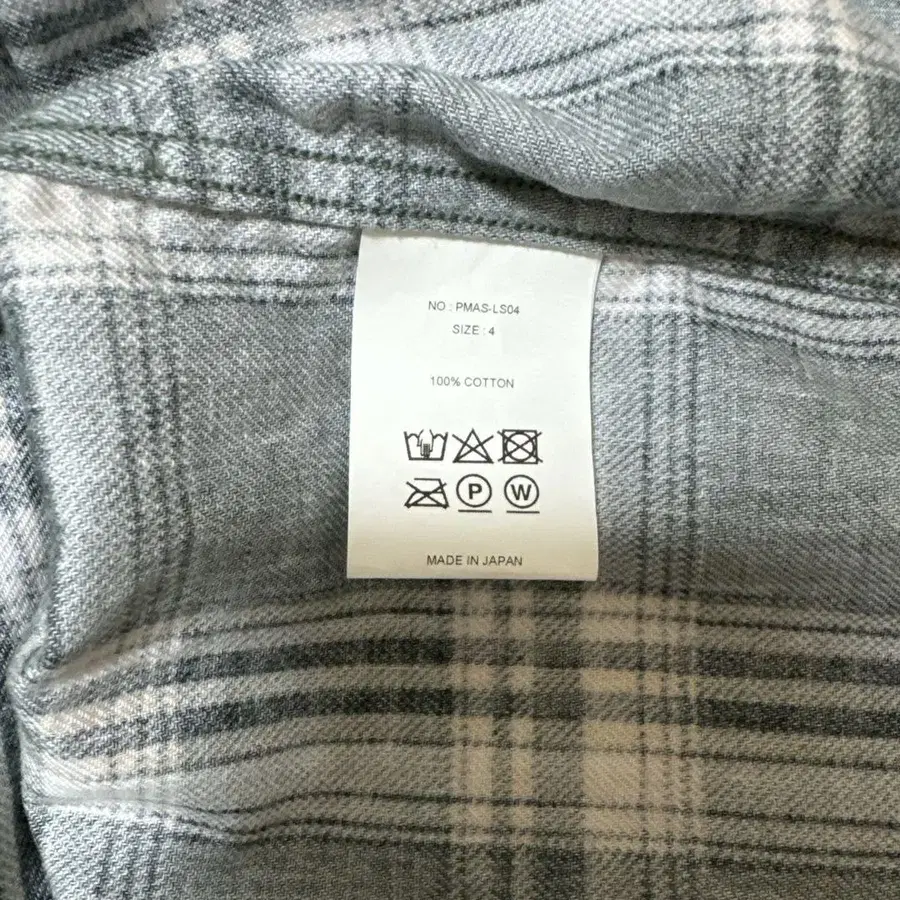 NO : PMAS-LS04
SIZE : 4
100% COTTON
P W
MADE IN JAPAN